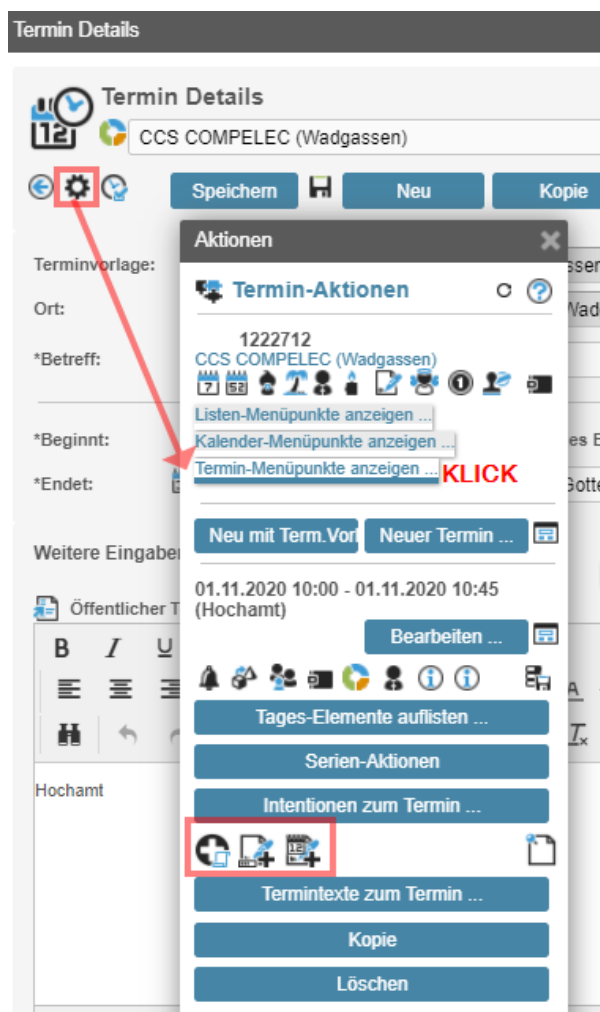 Termin Details
Termin Details
CCS COMPELEC (Wadgassen)
Speichern Neu Kopie
Aktionen
Terminvorlage:
Termin-Aktionen
Ort:
1222712
CCS COMPELEC (Wadgassen)
*Betreff:
Listen-Menüpunkte anzeigen ...
*Beginnt:
Kalender-Menüpunkte anzeigen ...
Termin-Menüpunkte anzeigen ... KLICK
*Endet:
Neu mit Term.Vorl Neuer Termin ...
Weitere Eingaben
01.11.2020 10:00 - 01.11.2020 10:45
(Hochamt)
Öffentlicher T
Bearbeiten ...
B I U
Tages-Elemente auflisten ...
Serien-Aktionen
Hochamt
Intentionen zum Termin ...
Termintexte zum Termin ...
Kopie
Löschen